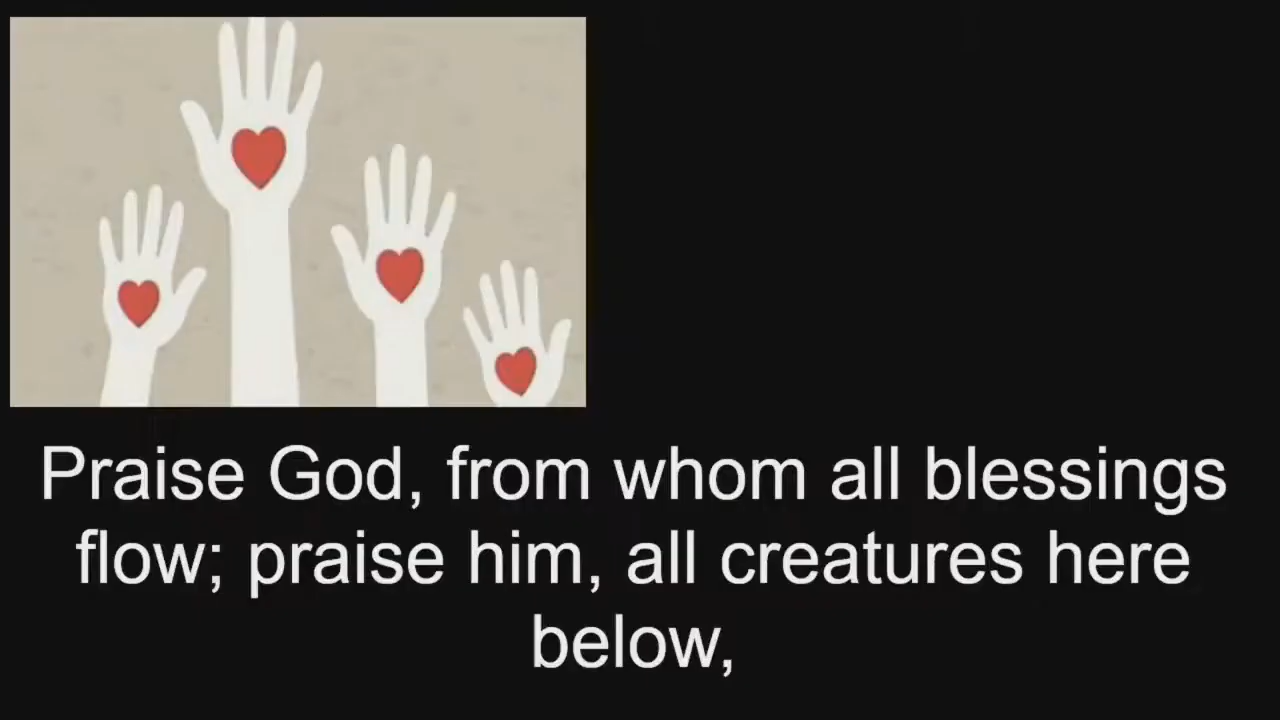 Praise God, from whom all blessings
flow; praise him, all creatures here
below,